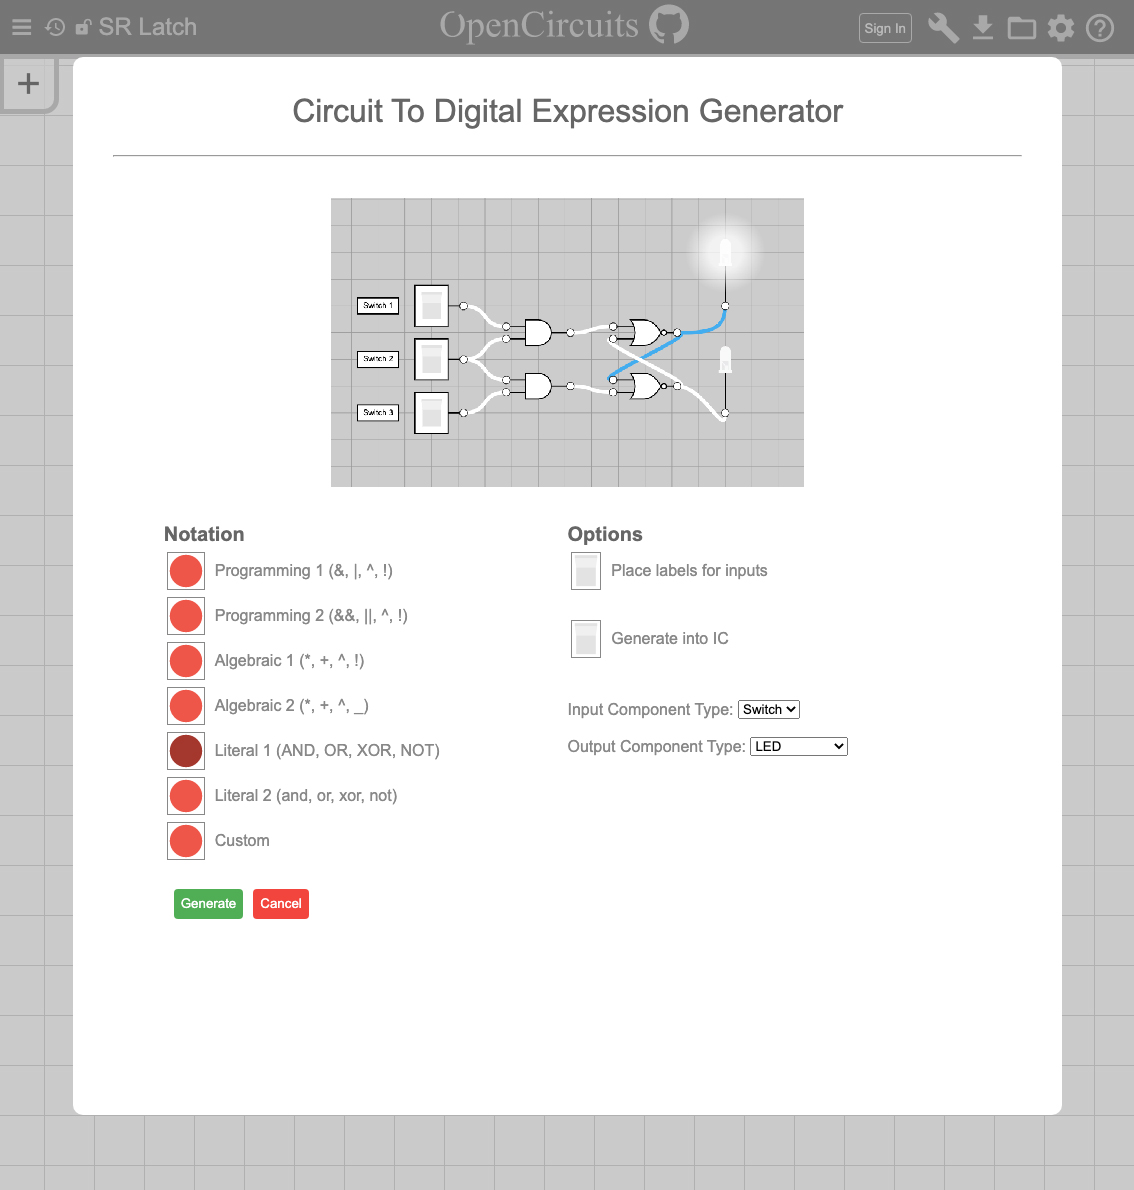 SR Latch
OpenCircuits
Sign In
Circuit To Digital Expression Generator
Switch 1
Switch 2
Switch 3
Notation
Programming 1 (&, |, ^, !)
Programming 2 (&&, ||, ^, !)
Algebraic 1 (*, +, ^, !)
Algebraic 2 (*, +, ^, _)
Literal 1 (AND, OR, XOR, NOT)
Literal 2 (and, or, xor, not)
Custom
Options
Place labels for inputs
Generate into IC
Input Component Type: Switch
Output Component Type: LED
Generate
Cancel